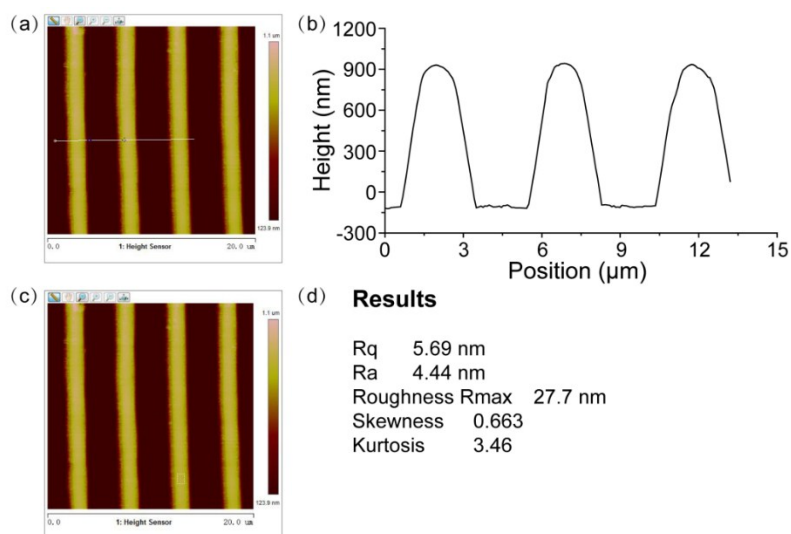 (a)
1.1 um
123.9 nm
0.0
1: Height Sensor
20.0 um
(b)
Height (nm)
1200
900
600
300
0
-300
0
3
6
9
12
15
Position (μm)
(c)
1.1 um
123.9 nm
0.0
1: Height Sensor
20.0 um
(d) Results
Rq 5.69 nm
Ra 4.44 nm
Roughness Rmax 27.7 nm
Skewness 0.663
Kurtosis 3.46